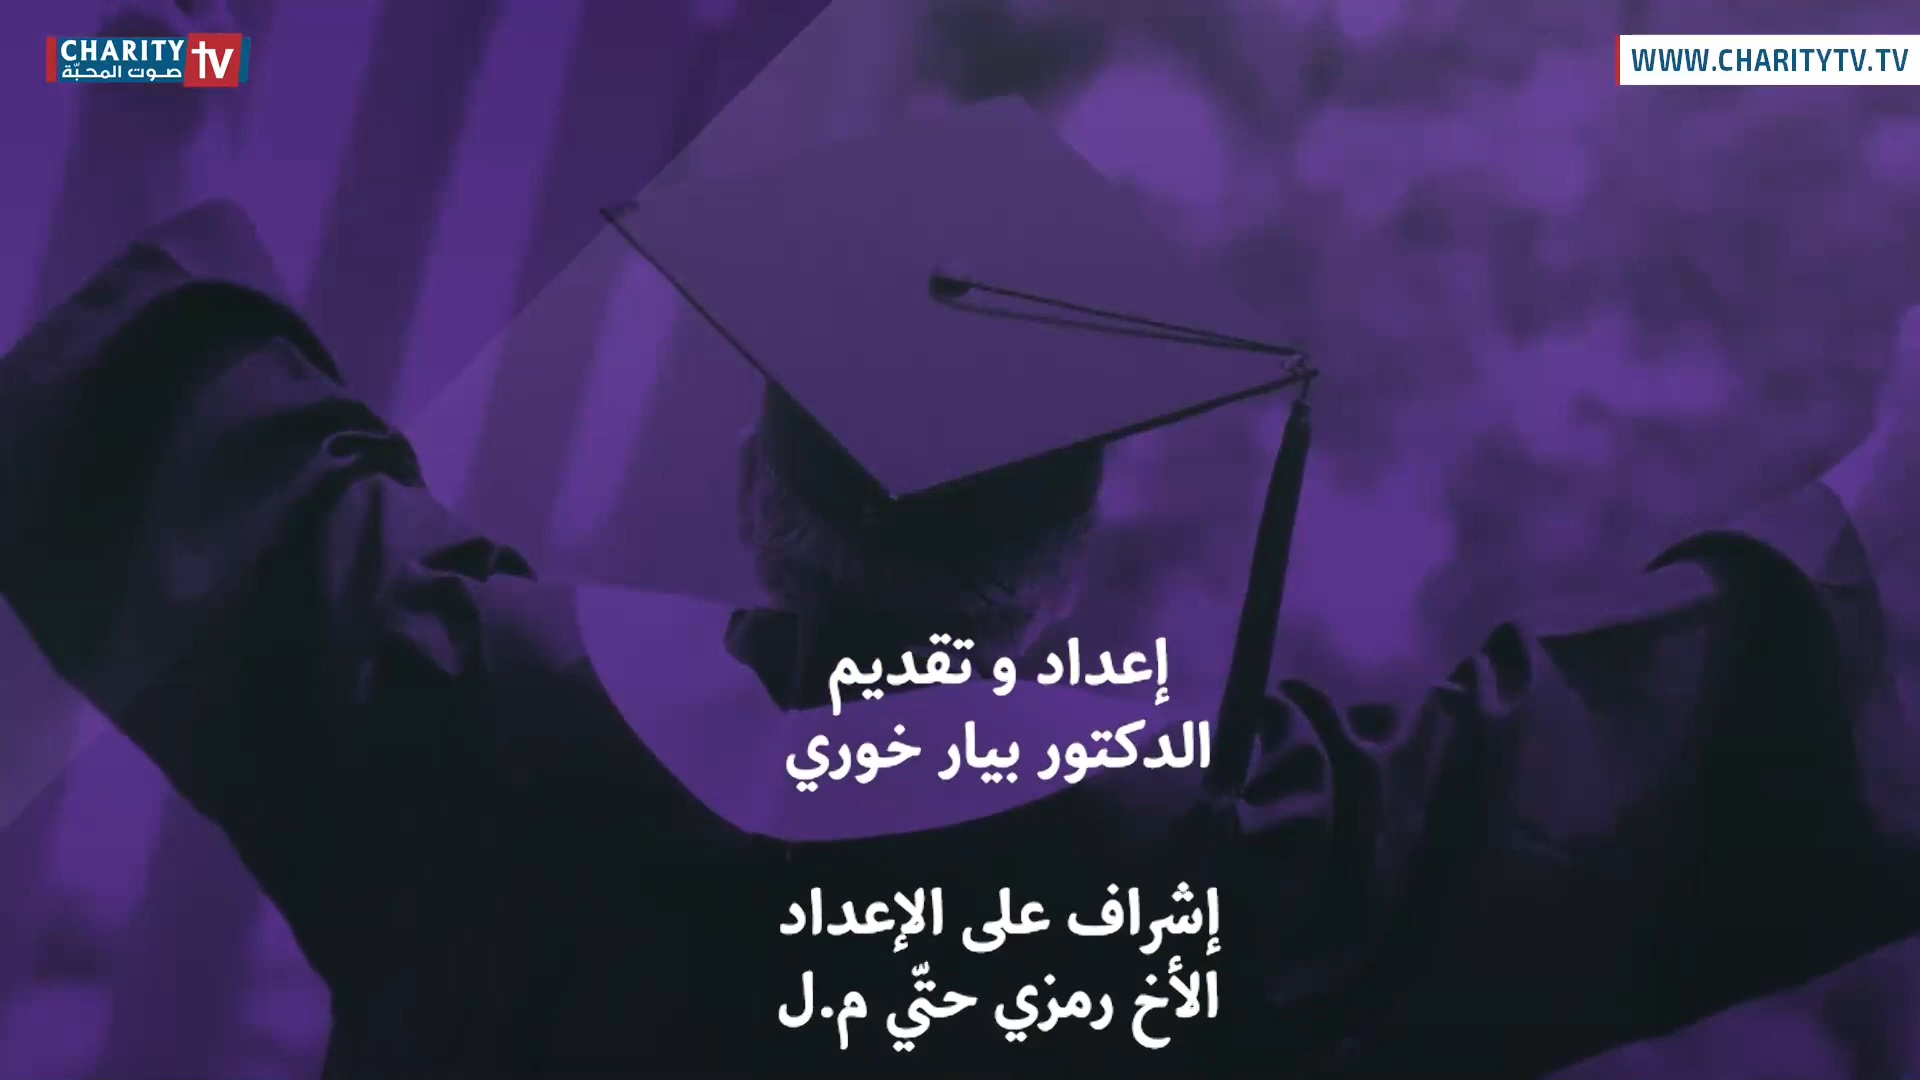 CHARITY tv
صوت المحبّة
WWW.CHARITYTV.TV
إعداد و تقديم
الدكتور بيار خوري
إشراف على الإعداد
الأخ رمزي حتّي م.ل